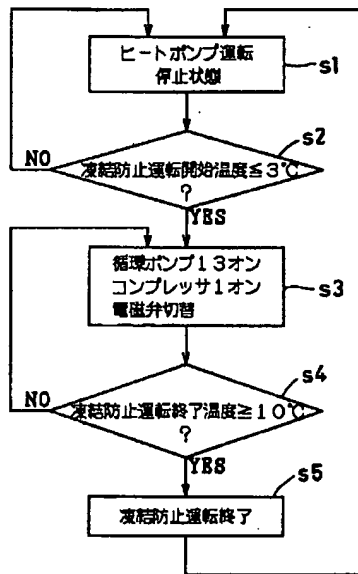 ヒートポンプ運転
停止状態
s1
s2
NO
凍結防止運転開始温度≦3℃
?
YES
循環ポンプ13オン
コンプレッサ1オン
電磁弁切替
s3
s4
NO
凍結防止運転終了温度≧10℃
?
YES
s5
凍結防止運転終了